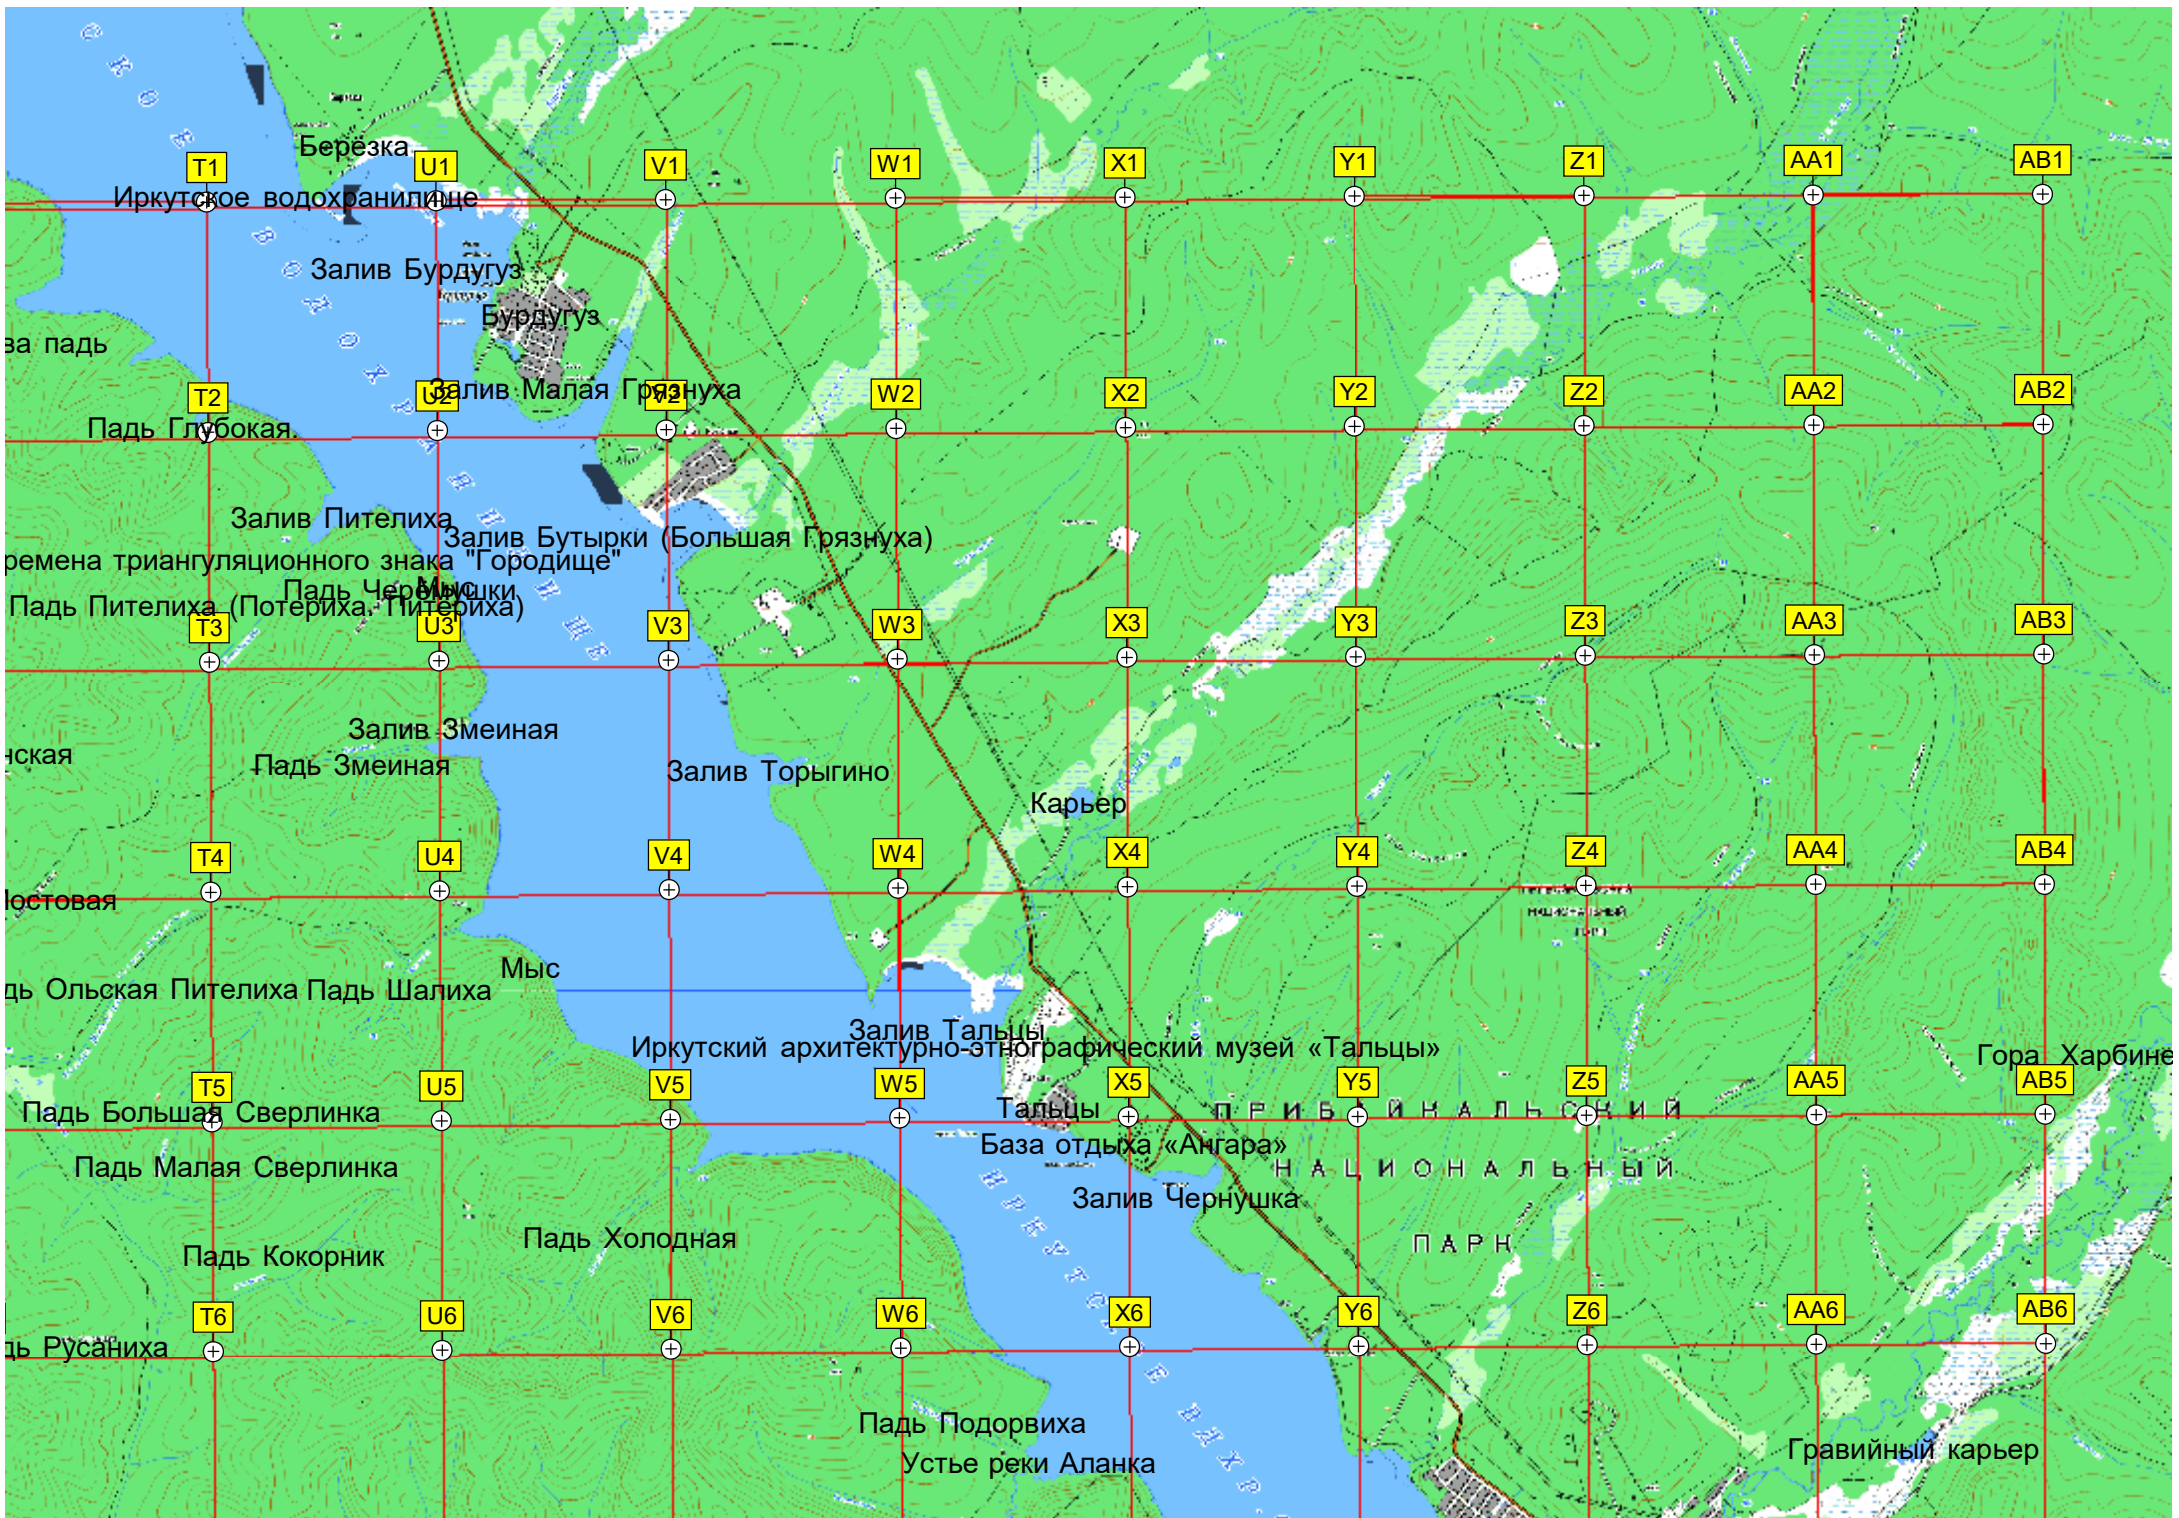 Берёзка
T1
U1
V1
W1
X1
Y1
Z1
AA1
AB1
Иркутское водохранилище
Залив Бурдугуз
Бурдугуз
ва падь
T2
U2
Залив Малая Грязнуха
V2
W2
X2
Y2
Z2
AA2
AB2
Падь Глубокая
Залив Пителиха
Залив Бутырки (Большая Грязнуха)
ремена триангуляционного знака "Городище"
Падь Черёмушки
Мыс
Падь Пителиха (Потериха, Питериха)
T3
U3
V3
W3
X3
Y3
Z3
AA3
AB3
Залив Змеиная
нская
Падь Змеиная
Залив Торыгино
Карьер
T4
U4
V4
W4
X4
Y4
Z4
AA4
AB4
НАЦИОНАЛЬНЫЙ
Мостовая
Мыс
дь Ольская Пителиха
Падь Шалиха
Залив Тальцы
Иркутский архитектурно-этнографический музей «Тальцы»
Гора Харбине
T5
U5
V5
W5
X5
Y5
Z5
AA5
AB5
Падь Большая Сверлинка
Тальцы
ПРИБАЙКАЛЬСКИЙ
База отдыха «Ангара»
Падь Малая Сверлинка
НАЦИОНАЛЬНЫЙ
Залив Чернушка
Падь Холодная
ПАРК
Падь Кокорник
T6
U6
V6
W6
X6
Y6
Z6
AA6
AB6
дь Русаниха
Падь Подорвиха
Гравийный карьер
Устье реки Аланка